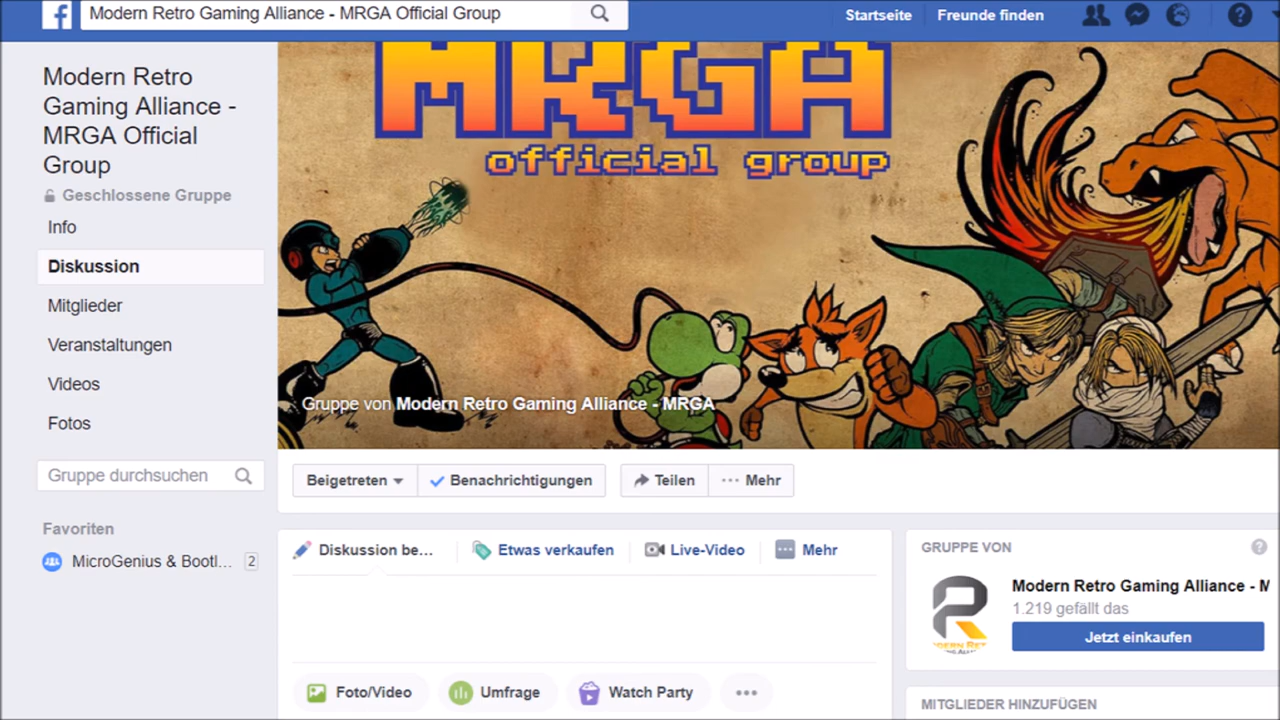 Modern Retro Gaming Alliance - MRGA Official Group
Startseite
Freunde finden
Modern Retro
Gaming Alliance -
MRGA Official
Group
Geschlossene Gruppe
Info
Diskussion
Mitglieder
Veranstaltungen
Videos
Fotos
Gruppe durchsuchen
Favoriten
MicroGenius & Bootl... 2
MRGA
official group
Gruppe von Modern Retro Gaming Alliance - MRGA
Beigetreten
Benachrichtigungen
Teilen
Mehr
Diskussion be...
Etwas verkaufen
Live-Video
Mehr
Foto/Video
Umfrage
Watch Party
GRUPPE VON
Modern Retro Gaming Alliance - M
1.219 gefällt das
Jetzt einkaufen
MITGLIEDER HINZUFÜGEN